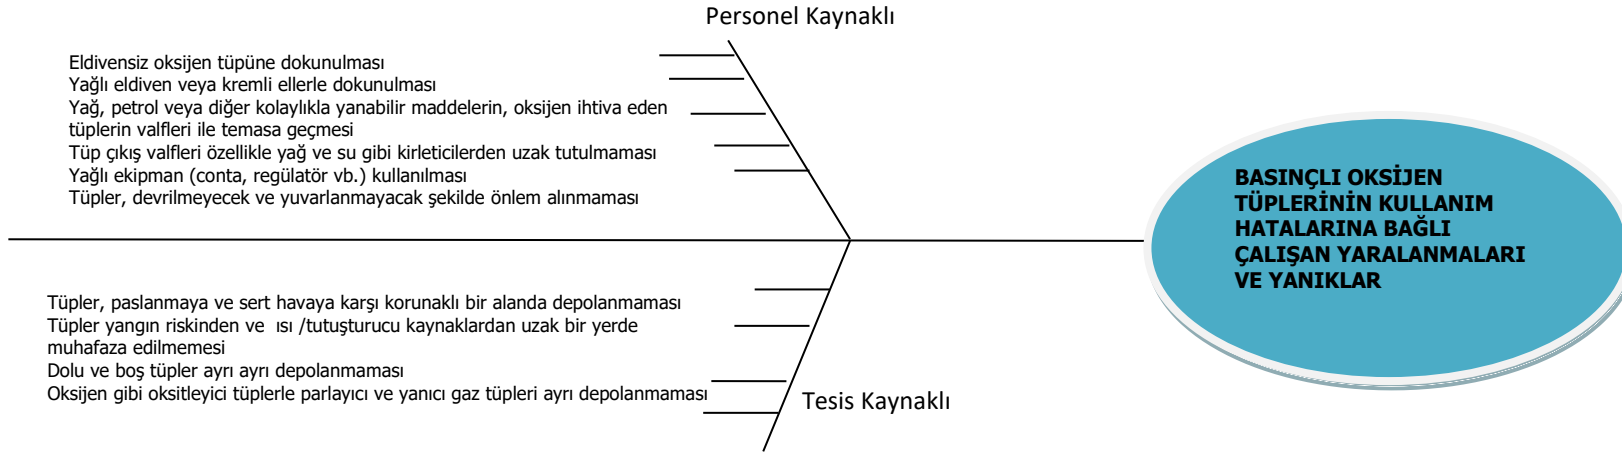 Personel Kaynaklı
Eldivensiz oksijen tüpüne dokunulması
Yağlı eldiven veya kremli ellerle dokunulması
Yağ, petrol veya diğer kolaylıkla yanabilir maddelerin, oksijen ihtiva eden
tüplerin valfleri ile temasa geçmesi
Tüp çıkış valfleri özellikle yağ ve su gibi kirleticilerden uzak tutulmaması
Yağlı ekipman (conta, regülatör vb.) kullanılması
Tüpler, devrilmeyecek ve yuvarlanmayacak şekilde önlem alınmaması
BASINÇLI OKSİJEN
TÜPLERİNİN KULLANIM
HATALARINA BAĞLI
ÇALIŞAN YARALANMALARI
VE YANIKLAR
Tüpler, paslanmaya ve sert havaya karşı korunaklı bir alanda depolanmaması
Tüpler yangın riskinden ve ısı /tutuşturucu kaynaklardan uzak bir yerde
muhafaza edilmemesi
Dolu ve boş tüpler ayrı ayrı depolanmaması
Oksijen gibi oksitleyici tüplerle parlayıcı ve yanıcı gaz tüpleri ayrı depolanmaması
Tesis Kaynaklı